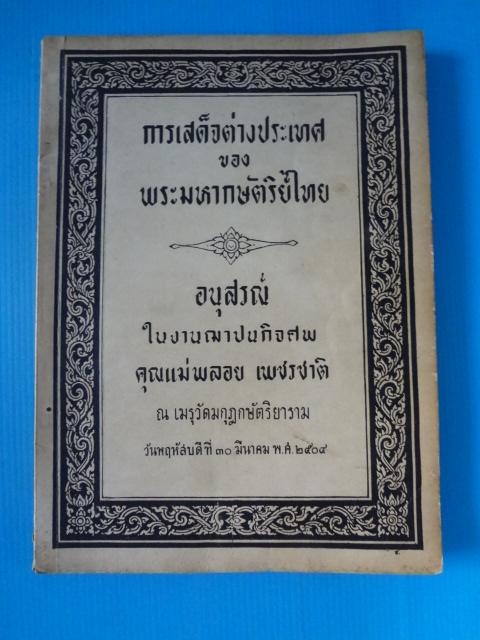 การเสด็จต่างประเทศ
ของ
พระมหากษัตริย์ไทย
อนุสรณ์
ในงานฌาปนกิจศพ
คุณแม่พลอย เพชรชาติ
ณ เมรุวัดมกุฎกษัตริยาราม
วันพฤหัสบดีที่ ๓๐ มีนาคม พ.ศ. ๒๕๐๔